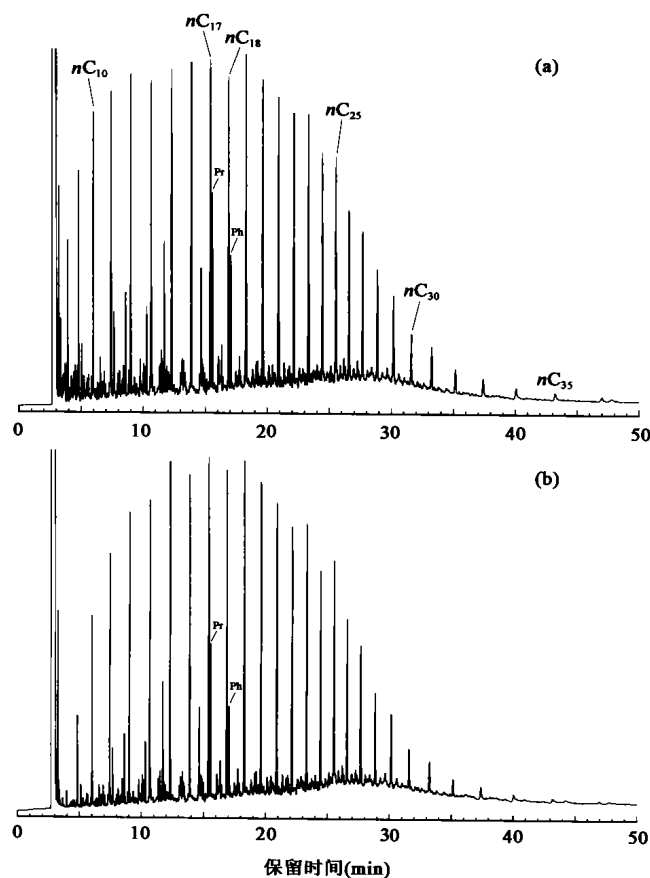 nC₁₇
nC₁₈
(a)
nC₁₀
nC₂₅
Pr
Ph
nC₃₀
nC₃₅
0 10 20 30 40 50
(b)
Pr
Ph
0 10 20 30 40 50
保留时间(min)